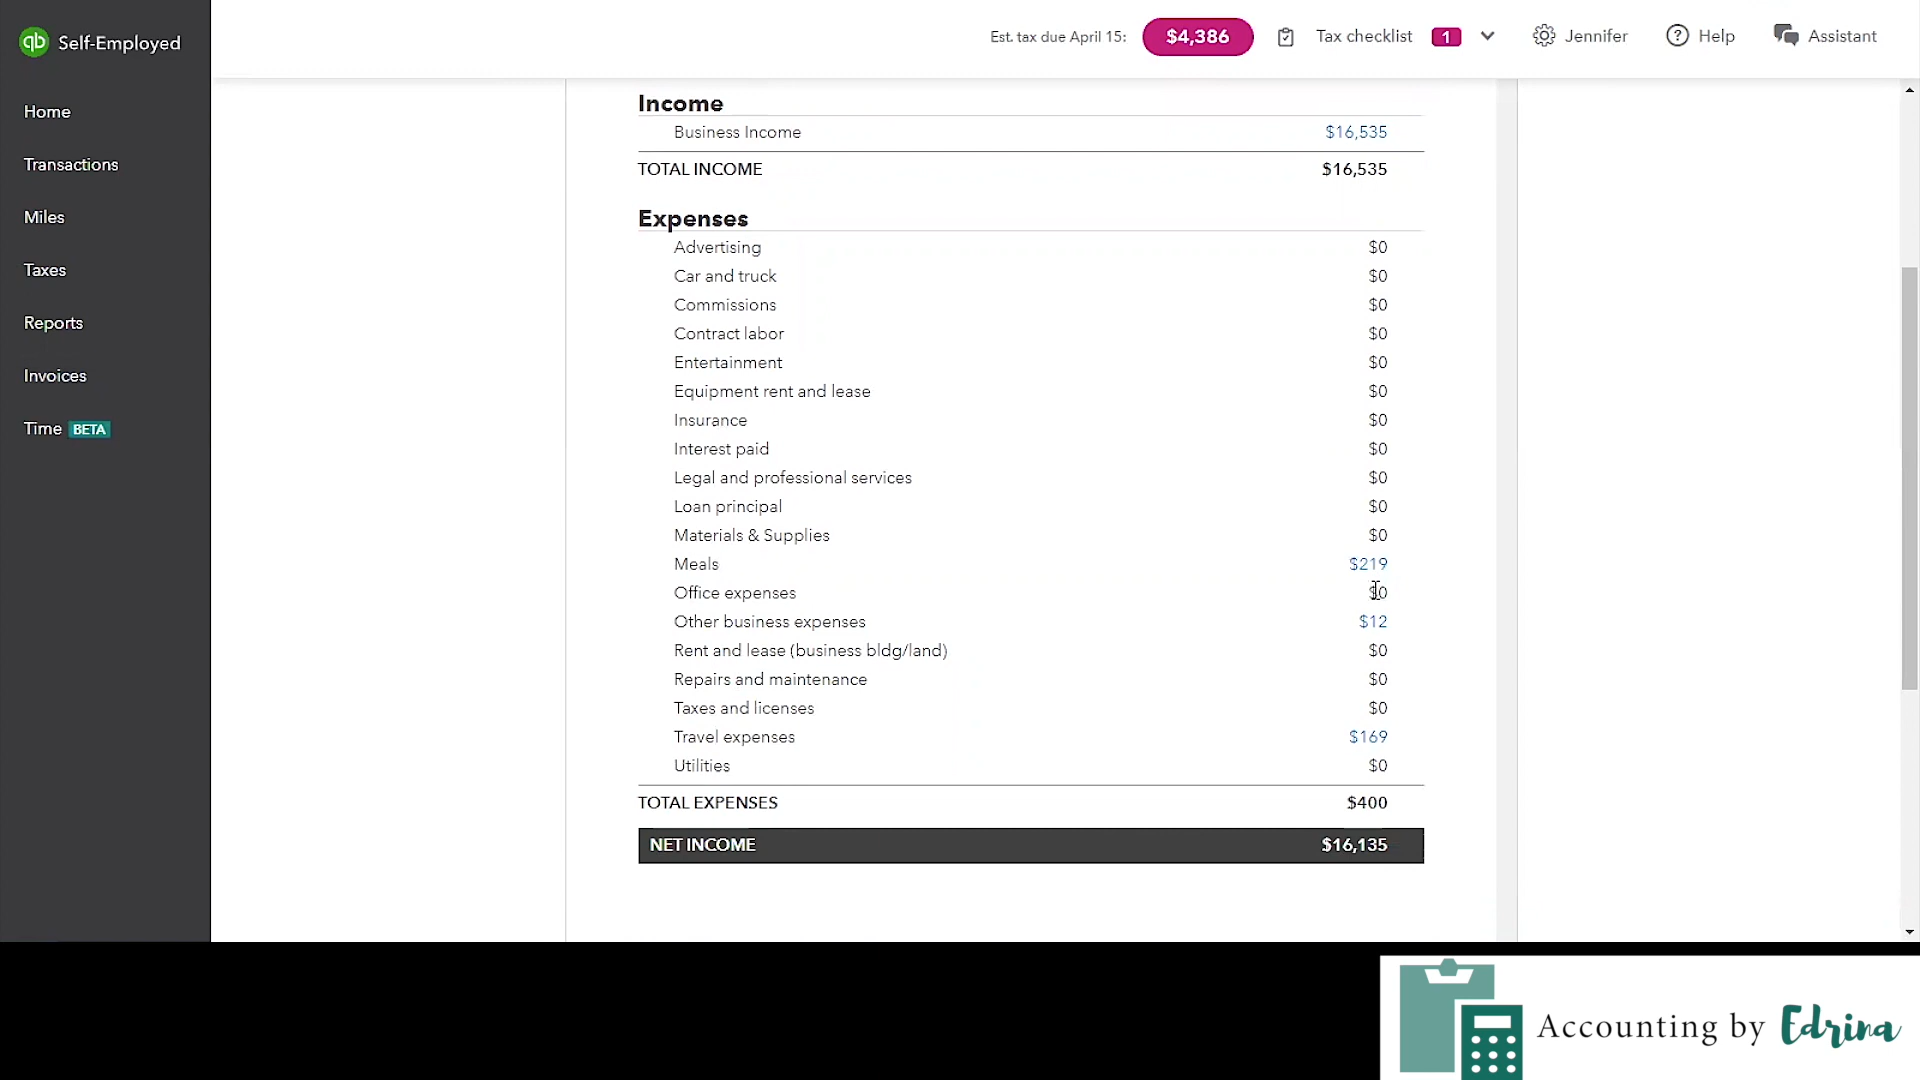 qb Self-Employed
Est. tax due April 15: $4,386 Tax checklist 1 Jennifer Help Assistant
Home
Transactions
Miles
Taxes
Reports
Invoices
Time BETA
Income
Business Income $16,535
TOTAL INCOME $16,535
Expenses
Advertising $0
Car and truck $0
Commissions $0
Contract labor $0
Entertainment $0
Equipment rent and lease $0
Insurance $0
Interest paid $0
Legal and professional services $0
Loan principal $0
Materials & Supplies $0
Meals $219
Office expenses $0
Other business expenses $12
Rent and lease (business bldg/land) $0
Repairs and maintenance $0
Taxes and licenses $0
Travel expenses $169
Utilities $0
TOTAL EXPENSES $400
NET INCOME $16,135
Accounting by Edrina